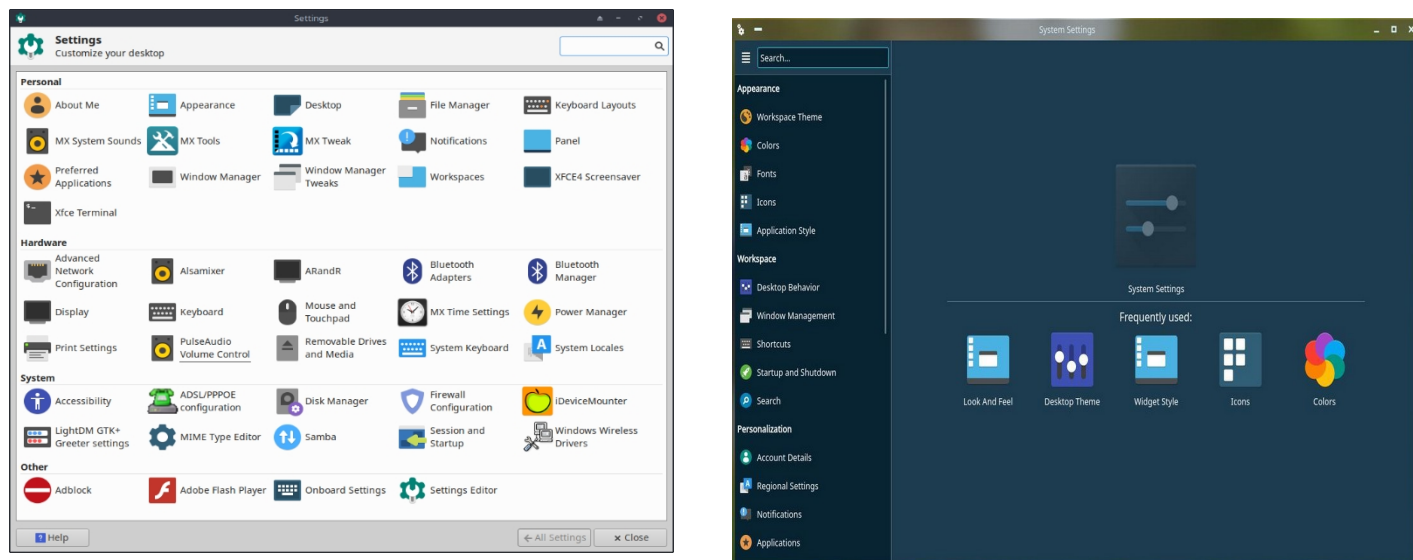 Settings
Settings
Customize your desktop
Personal
About Me
Appearance
Desktop
File Manager
Keyboard Layouts
MX System Sounds
MX Tools
MX Tweak
Notifications
Panel
Preferred
Applications
Window Manager
Window Manager
Tweaks
Workspaces
XFCE4 Screensaver
Xfce Terminal
Hardware
Advanced
Network
Configuration
Alsamixer
ARandR
Bluetooth
Adapters
Bluetooth
Manager
Display
Keyboard
Mouse and
Touchpad
MX Time Settings
Power Manager
Print Settings
PulseAudio
Volume Control
Removable Drives
and Media
System Keyboard
System Locales
System
Accessibility
ADSL/PPPOE
configuration
Disk Manager
Firewall
Configuration
iDeviceMounter
LightDM GTK+
Greeter settings
MIME Type Editor
Samba
Session and
Startup
Windows Wireless
Drivers
Other
Adblock
Adobe Flash Player
Onboard Settings
Settings Editor
Help
All Settings
Close
System Settings
Search...
Appearance
Workspace Theme
Colors
Fonts
Icons
Application Style
Workspace
Desktop Behavior
Window Management
Shortcuts
Startup and Shutdown
Search
Personalization
Account Details
Regional Settings
Notifications
Applications
System Settings
Frequently used:
Look And Feel
Desktop Theme
Widget Style
Icons
Colors